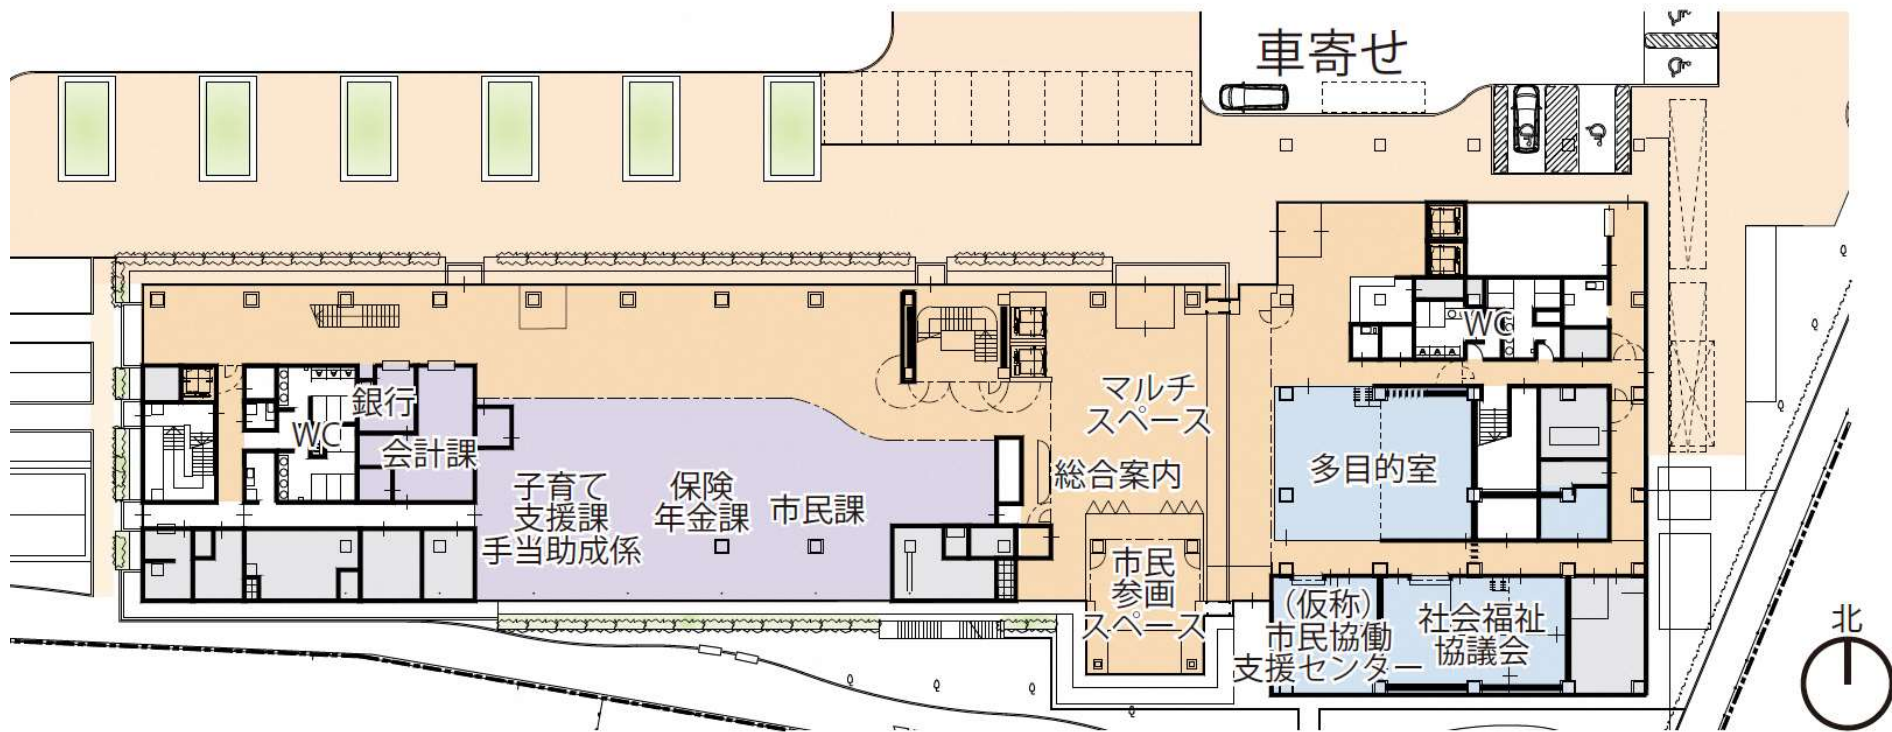 車寄せ
WC
マルチ
スペース
銀行
WC
会計課
総合案内
多目的室
子育て
支援課
手当助成係
保険
年金課
市民課
市民
参画
スペース
（仮称）
市民協働
支援センター
社会福祉
協議会
北